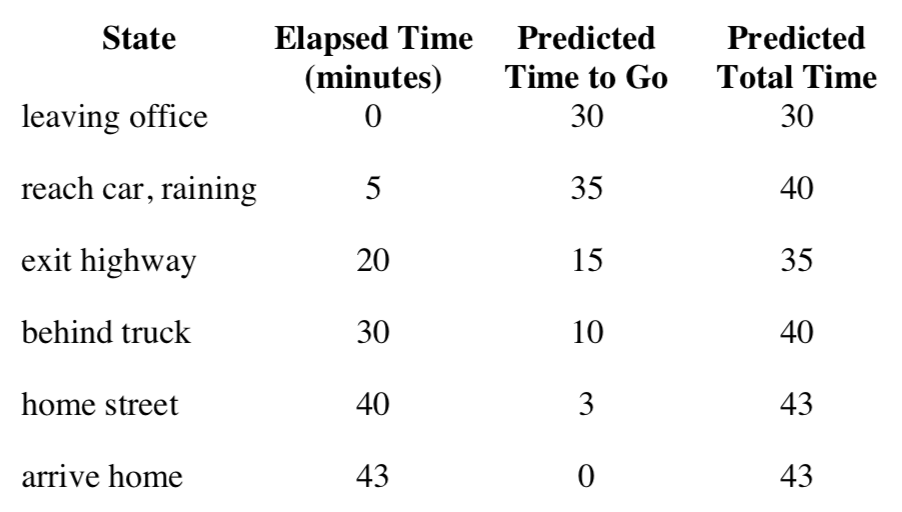 State Elapsed Time Predicted Predicted
(minutes) Time to Go Total Time
leaving office 0 30 30
reach car, raining 5 35 40
exit highway 20 15 35
behind truck 30 10 40
home street 40 3 43
arrive home 43 0 43